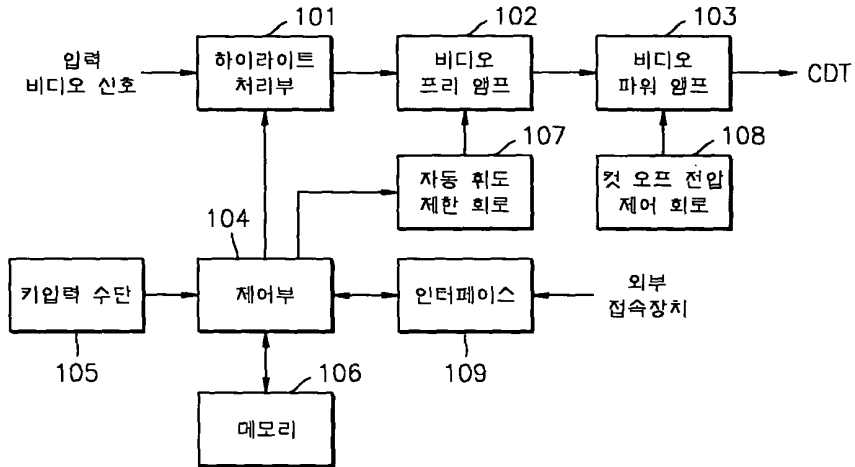 101
102
103
입력
비디오 신호
하이라이트
처리부
비디오
프리 앰프
비디오
파워 앰프
CDT
107
108
자동 휘도
제한 회로
컷 오프 전압
제어 회로
104
키입력 수단
제어부
인터페이스
외부
접속장치
105
106
109
메모리